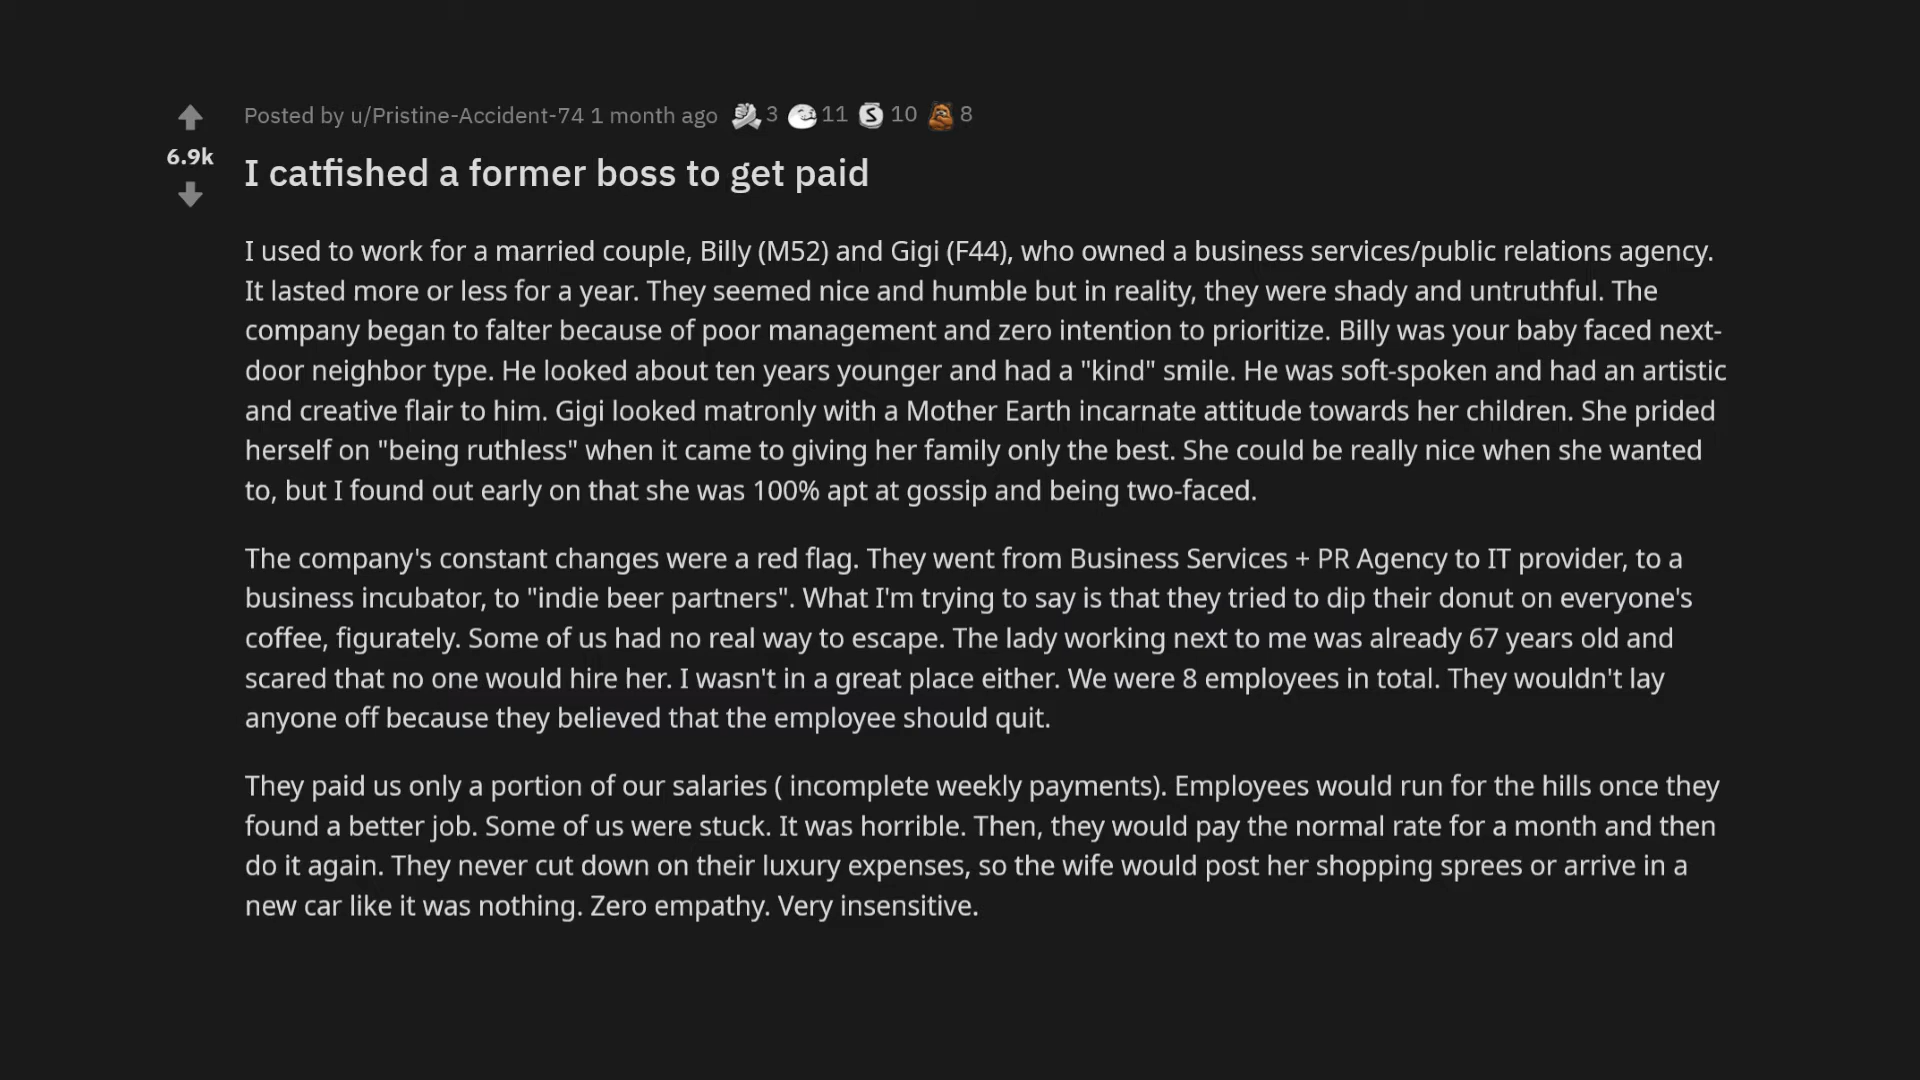 Posted by u/Pristine-Accident-74 1 month ago 3 11 10 8
6.9k
I catfished a former boss to get paid
I used to work for a married couple, Billy (M52) and Gigi (F44), who owned a business services/public relations agency.
It lasted more or less for a year. They seemed nice and humble but in reality, they were shady and untruthful. The
company began to falter because of poor management and zero intention to prioritize. Billy was your baby faced next-
door neighbor type. He looked about ten years younger and had a "kind" smile. He was soft-spoken and had an artistic
and creative flair to him. Gigi looked matronly with a Mother Earth incarnate attitude towards her children. She prided
herself on "being ruthless" when it came to giving her family only the best. She could be really nice when she wanted
to, but I found out early on that she was 100% apt at gossip and being two-faced.
The company's constant changes were a red flag. They went from Business Services + PR Agency to IT provider, to a
business incubator, to "indie beer partners". What I'm trying to say is that they tried to dip their donut on everyone's
coffee, figurately. Some of us had no real way to escape. The lady working next to me was already 67 years old and
scared that no one would hire her. I wasn't in a great place either. We were 8 employees in total. They wouldn't lay
anyone off because they believed that the employee should quit.
They paid us only a portion of our salaries ( incomplete weekly payments). Employees would run for the hills once they
found a better job. Some of us were stuck. It was horrible. Then, they would pay the normal rate for a month and then
do it again. They never cut down on their luxury expenses, so the wife would post her shopping sprees or arrive in a
new car like it was nothing. Zero empathy. Very insensitive.